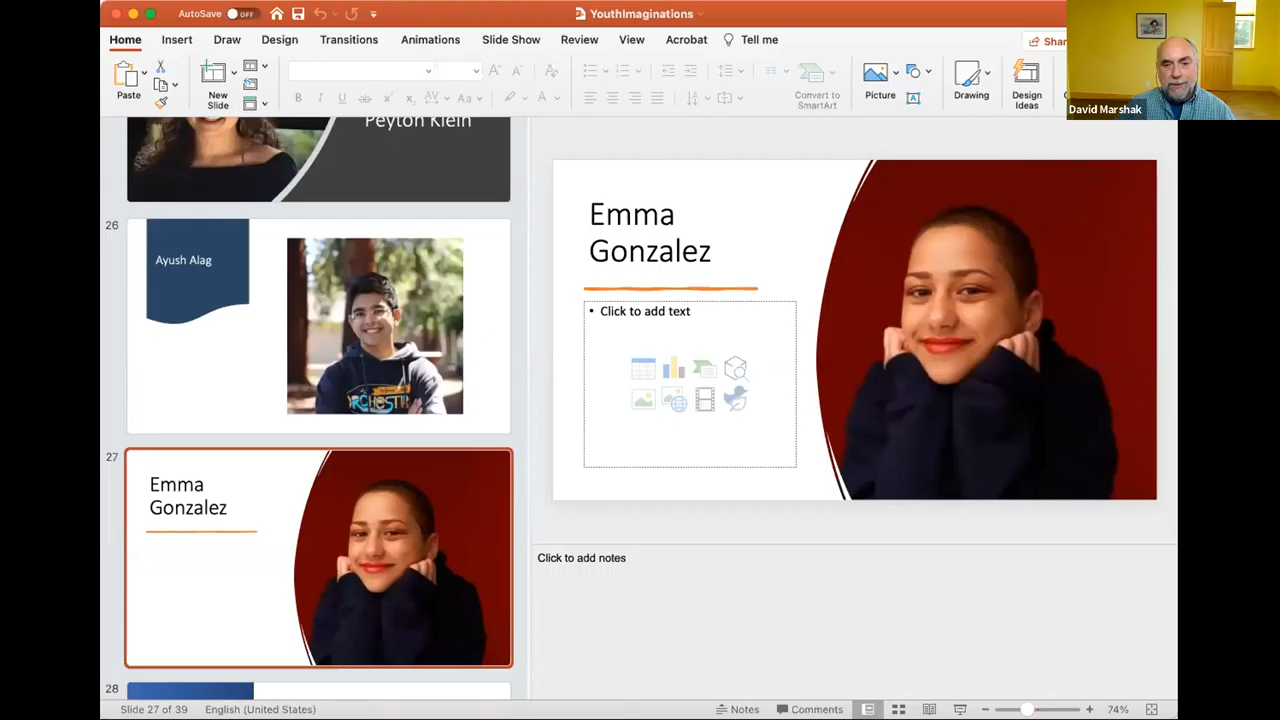 AutoSave OFF
YouthImaginations
Home Insert Draw Design Transitions Animations Slide Show Review View Acrobat Tell me
Paste
New
Slide
B I U ab X
Aa
A
Convert to
SmartArt
Picture
Drawing
Design
Ideas
David Marshak
Peyton Klein
26
Ayush Alag
ORCHESTRA
27
Emma
Gonzalez
28
Emma
Gonzalez
• Click to add text
Click to add notes
Slide 27 of 39 English (United States) Notes Comments 74%